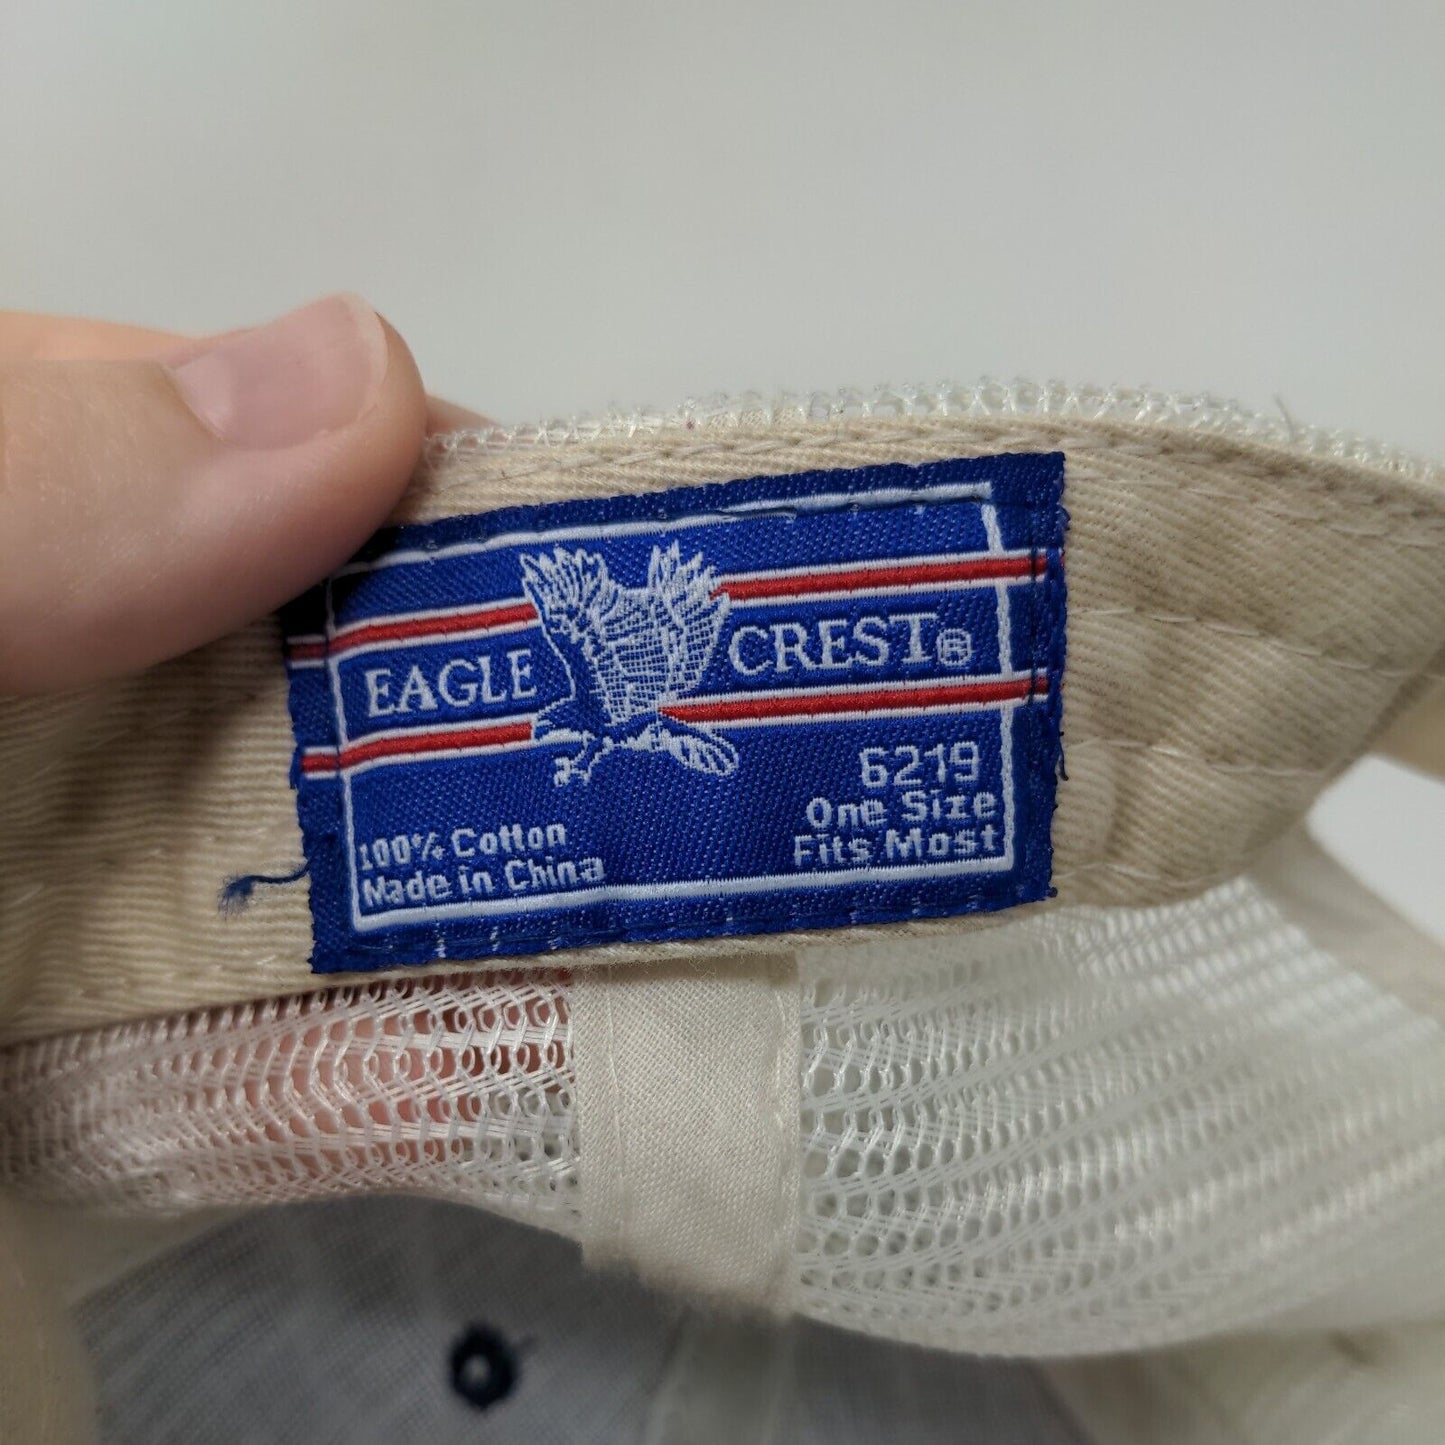 EAGLE CREST®
6219
One Size
Fits Most
100% Cotton
Made in China